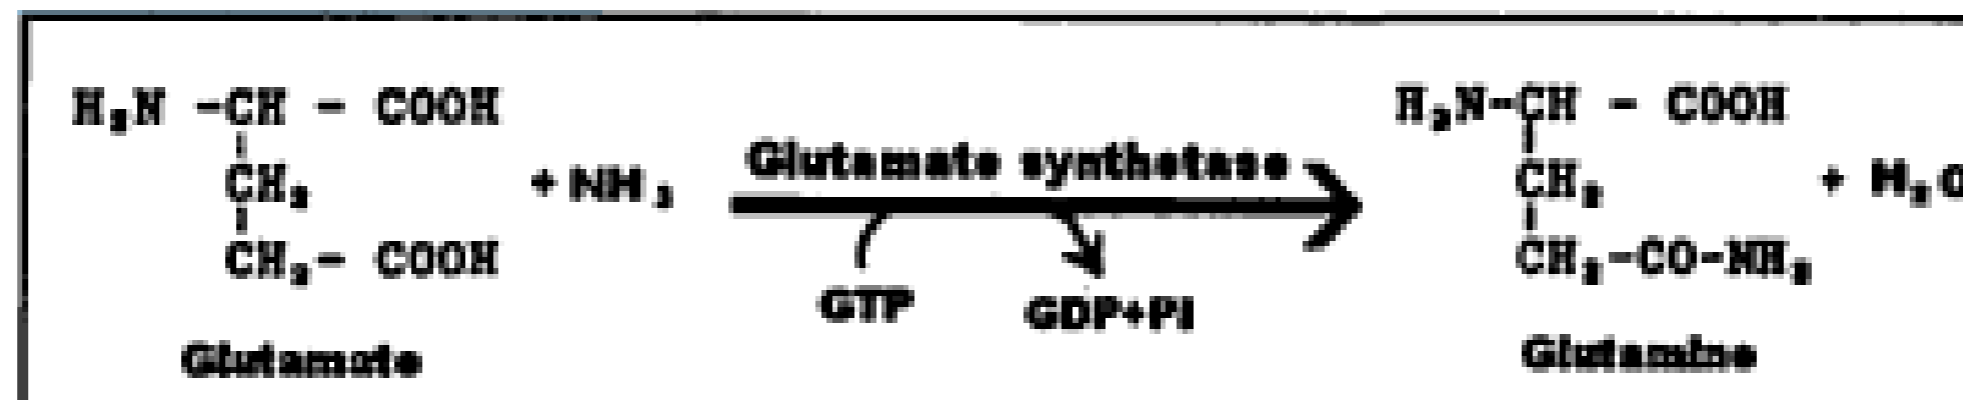 H₂N -CH - COOH
CH₂
CH₂- COOH
+ NH₃
Glutamate synthetase
GTP
GDP+Pi
Glutamate
H₂N-CH - COOH
CH₂
CH₂-CO-NH₂
+ H₂O
Glutamine